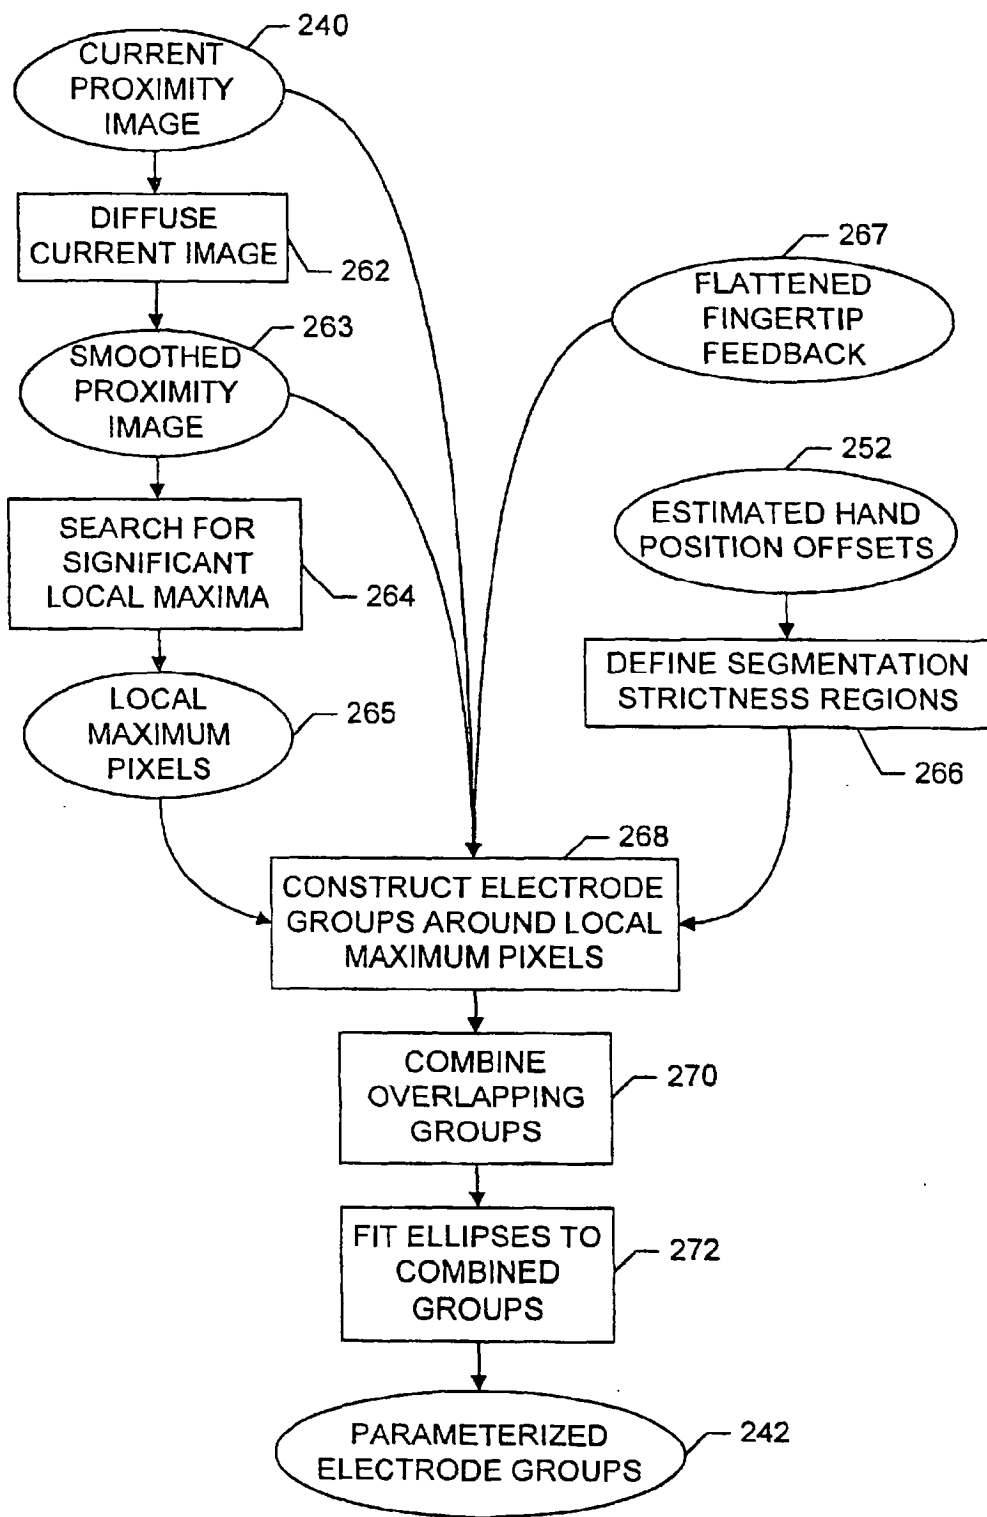 240
CURRENT
PROXIMITY
IMAGE
DIFFUSE
CURRENT IMAGE
262
267
FLATTENED
FINGERTIP
FEEDBACK
263
SMOOTHED
PROXIMITY
IMAGE
252
ESTIMATED HAND
POSITION OFFSETS
SEARCH FOR
SIGNIFICANT
LOCAL MAXIMA
264
DEFINE SEGMENTATION
STRICTNESS REGIONS
266
LOCAL
MAXIMUM
PIXELS
265
268
CONSTRUCT ELECTRODE
GROUPS AROUND LOCAL
MAXIMUM PIXELS
COMBINE
OVERLAPPING
GROUPS
270
FIT ELLIPSES TO
COMBINED
GROUPS
272
PARAMETERIZED
ELECTRODE GROUPS
242